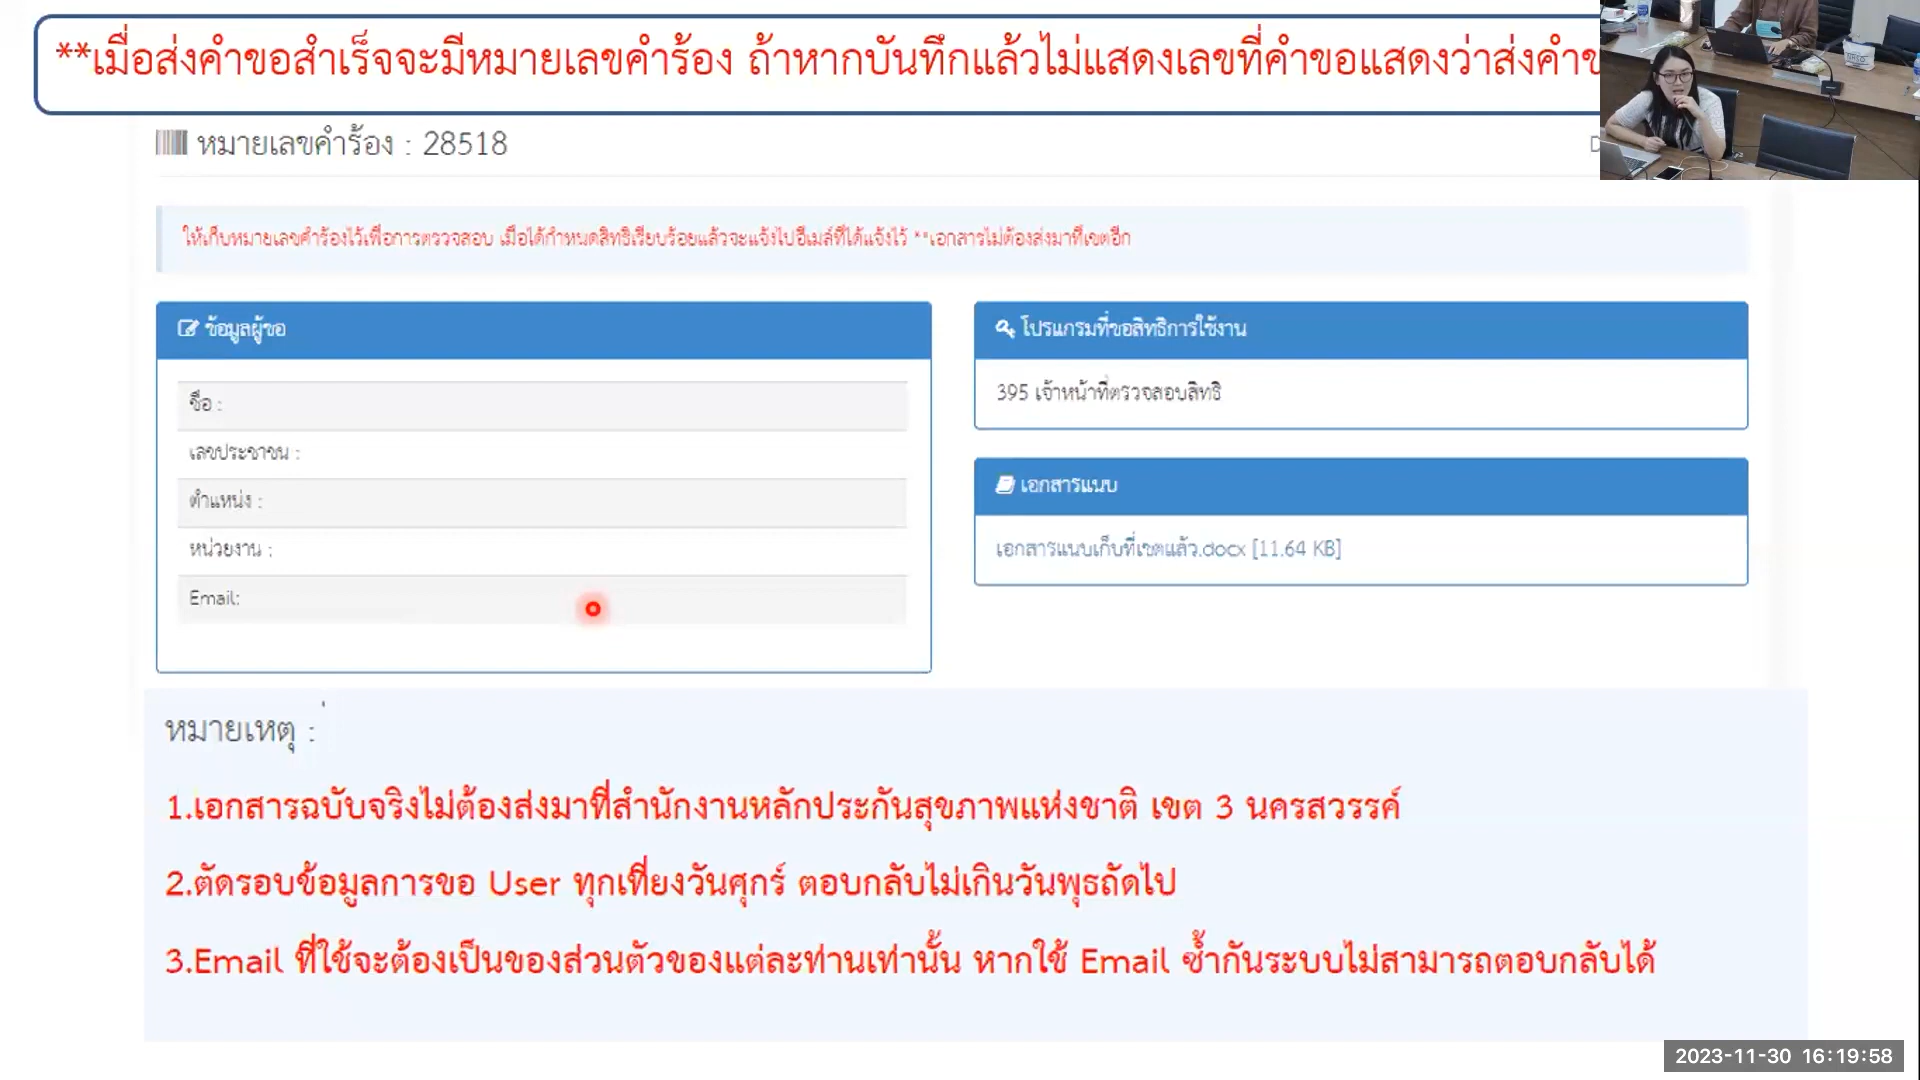 **เมื่อส่งคำขอสำเร็จจะมีหมายเลขคำร้อง ถ้าหากบันทึกแล้วไม่แสดงเลขที่คำขอแสดงว่าส่งคำข
หมายเลขคำร้อง : 28518
ให้เก็บหมายเลขคำร้องไว้เพื่อการตรวจสอบ เมื่อได้กำหนดสิทธิเรียบร้อยแล้วจะแจ้งไปอีเมล์ที่ได้แจ้งไว้ **เอกสารไม่ต้องส่งมาที่เขตอีก
ข้อมูลผู้ขอ
ชื่อ :
เลขประชาชน :
ตำแหน่ง :
หน่วยงาน :
Email:
โปรแกรมที่ขอสิทธิการใช้งาน
395 เจ้าหน้าที่ตรวจสอบสิทธิ
เอกสารแนบ
เอกสารแนบเก็บที่เขตแล้ว.docx [11.64 KB]
หมายเหตุ :
1.เอกสารฉบับจริงไม่ต้องส่งมาที่สำนักงานหลักประกันสุขภาพแห่งชาติ เขต 3 นครสวรรค์
2.ตัดรอบข้อมูลการขอ User ทุกเที่ยงวันศุกร์ ตอบกลับไม่เกินวันพุธถัดไป
3.Email ที่ใช้จะต้องเป็นของส่วนตัวของแต่ละท่านเท่านั้น หากใช้ Email ซ้ำกันระบบไม่สามารถตอบกลับได้
2023-11-30 16:19:58